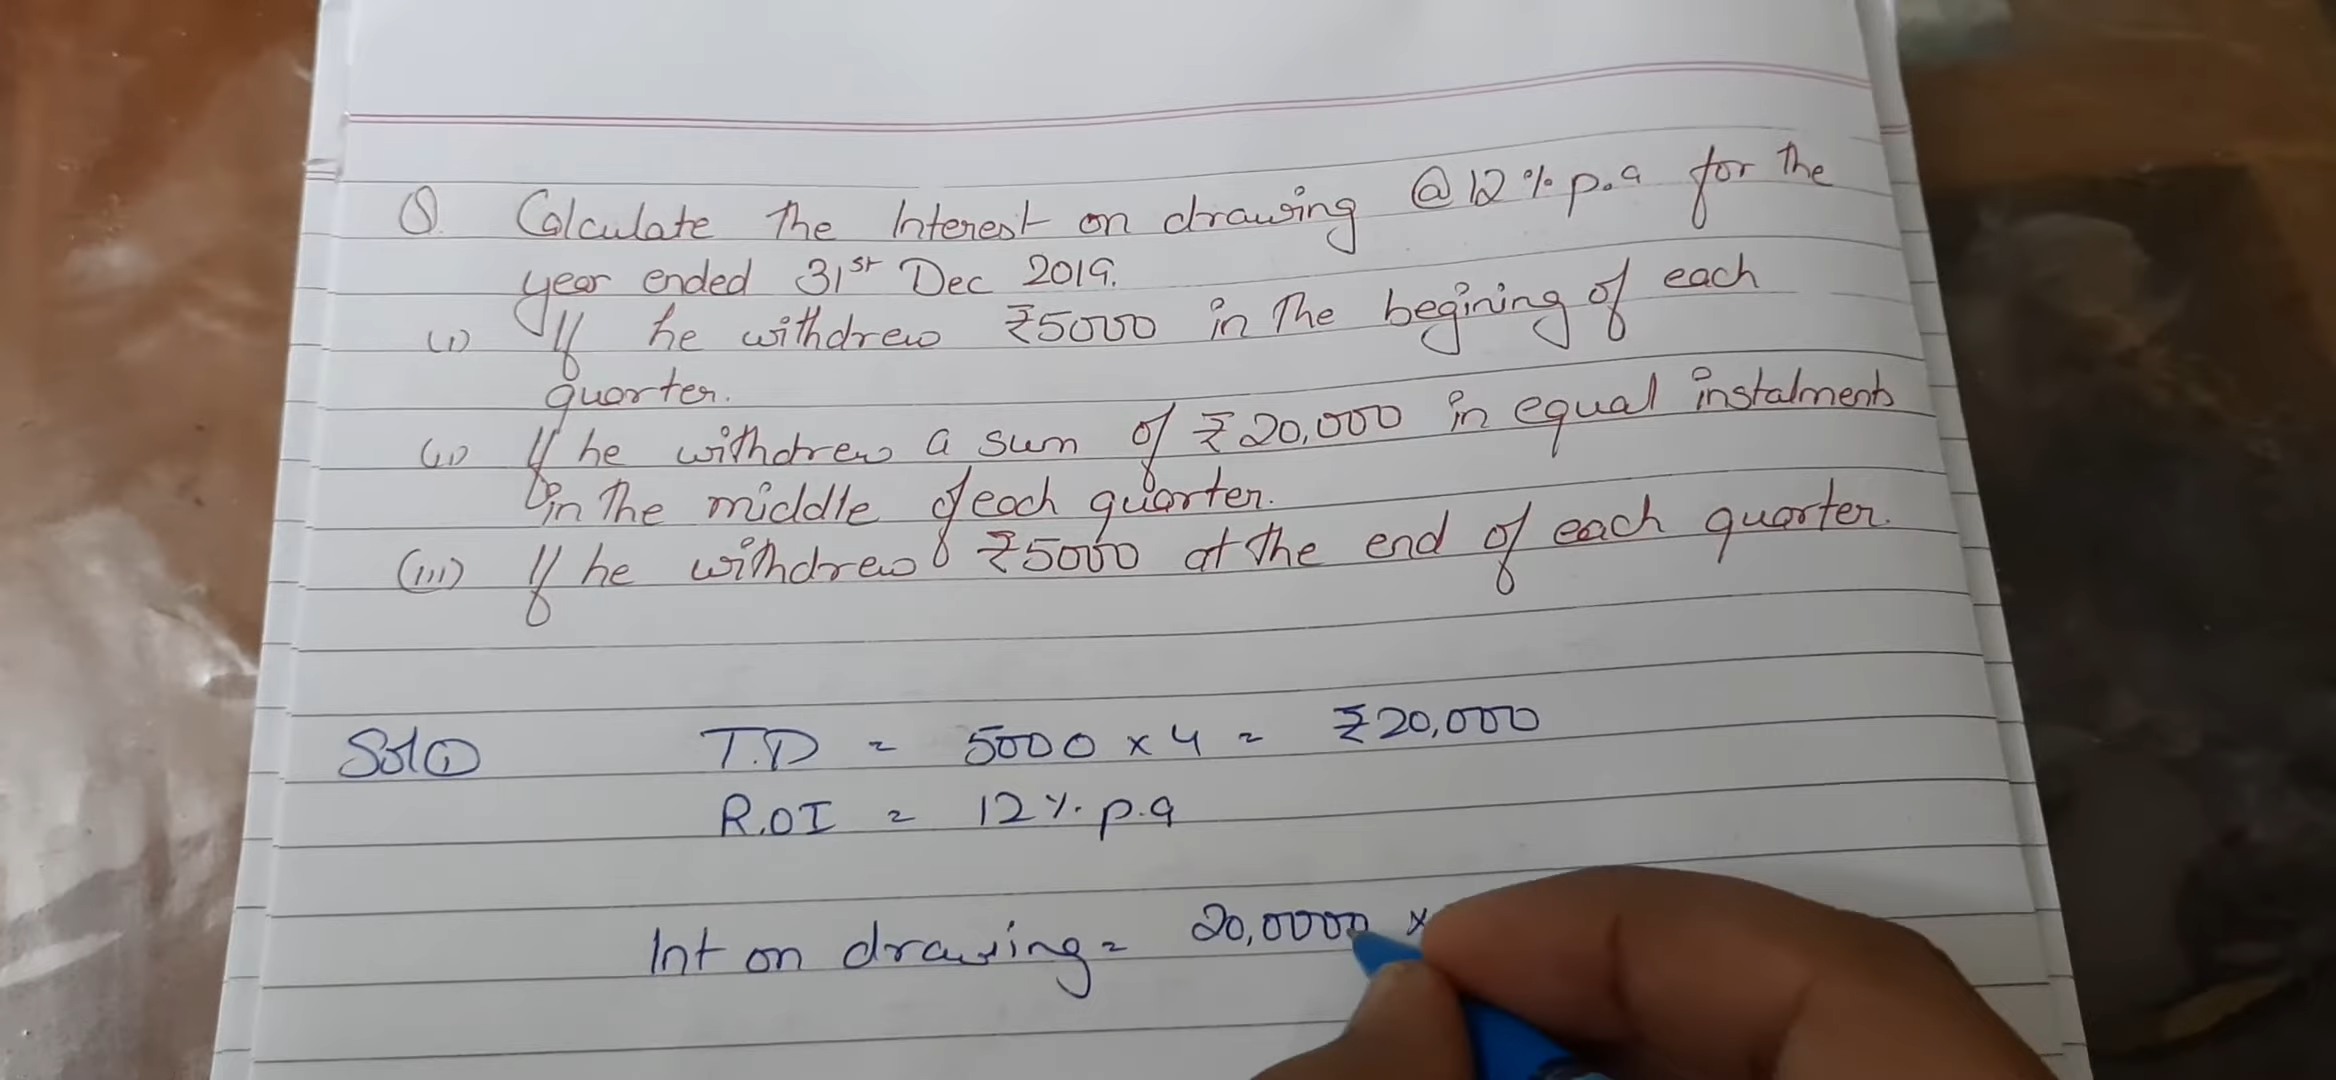 Q. Calculate the Interest on drawing @ 12% p.a for the
year ended 31st Dec 2019.
(i) If he withdrew ₹5000 in the begining of each
quarter.
(ii) If he withdrew a sum of ₹20,000 in equal instalments
in the middle of each quarter.
(iii) If he withdrew ₹5000 at the end of each quarter.
Sol ① T.D = 5000 x 4 = ₹20,000
R.OI = 12%. p.a
Int on drawing = 20,0000 x